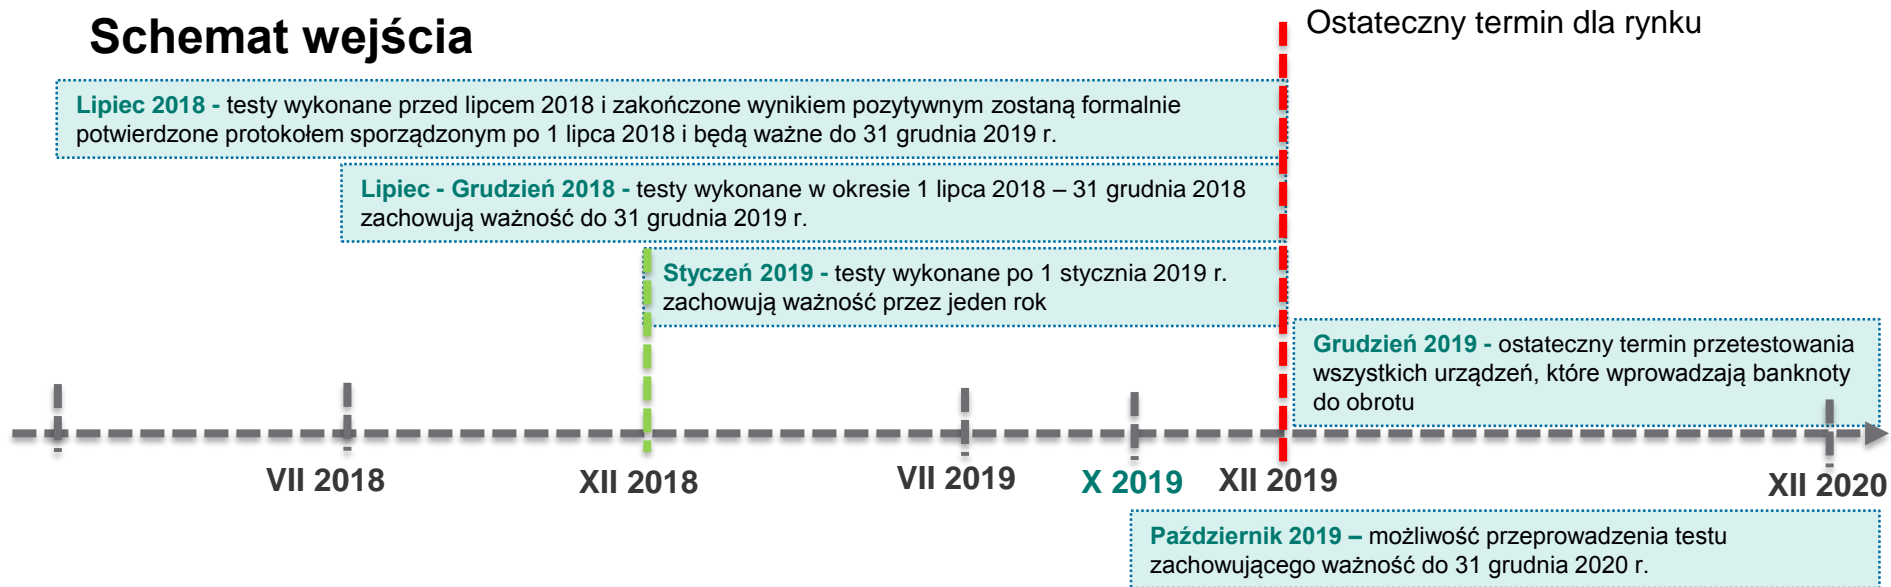 Schemat wejścia
Ostateczny termin dla rynku
Lipiec 2018 - testy wykonane przed lipcem 2018 i zakończone wynikiem pozytywnym zostaną formalnie
potwierdzone protokołem sporządzonym po 1 lipca 2018 i będą ważne do 31 grudnia 2019 r.
Lipiec - Grudzień 2018 - testy wykonane w okresie 1 lipca 2018 – 31 grudnia 2018
zachowują ważność do 31 grudnia 2019 r.
Styczeń 2019 - testy wykonane po 1 stycznia 2019 r.
zachowują ważność przez jeden rok
Grudzień 2019 - ostateczny termin przetestowania
wszystkich urządzeń, które wprowadzają banknoty
do obrotu
VII 2018
XII 2018
VII 2019
X 2019
XII 2019
XII 2020
Październik 2019 – możliwość przeprowadzenia testu
zachowującego ważność do 31 grudnia 2020 r.